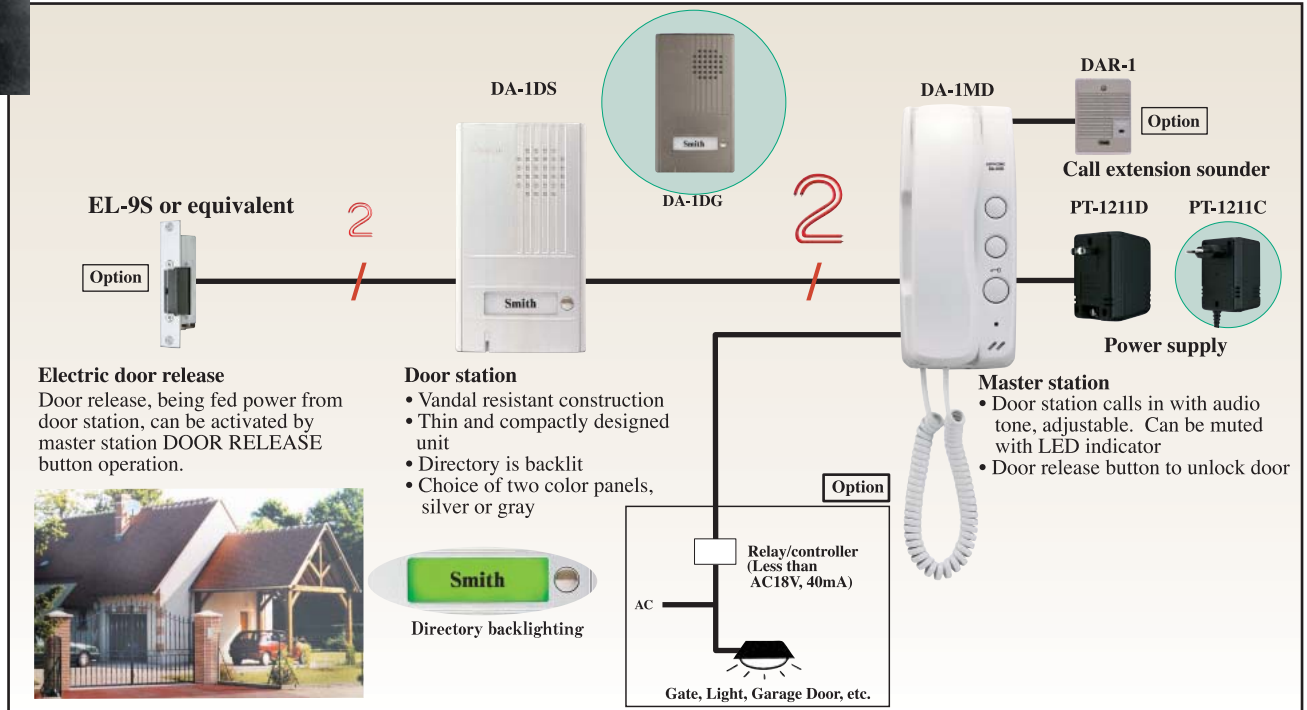 DA-1DS
DA-1MD
DAR-1
Option
Call extension sounder
Smith
DA-1DG
EL-9S or equivalent
2
2
PT-1211D
PT-1211C
Option
Smith
Power supply
Electric door release
Door release, being fed power from
door station, can be activated by
master station DOOR RELEASE
button operation.
Door station
• Vandal resistant construction
• Thin and compactly designed
unit
• Directory is backlit
• Choice of two color panels,
silver or gray
Master station
• Door station calls in with audio
tone, adjustable. Can be muted
with LED indicator
• Door release button to unlock door
Smith
Directory backlighting
Option
Relay/controller
(Less than
AC18V, 40mA)
AC
Gate, Light, Garage Door, etc.